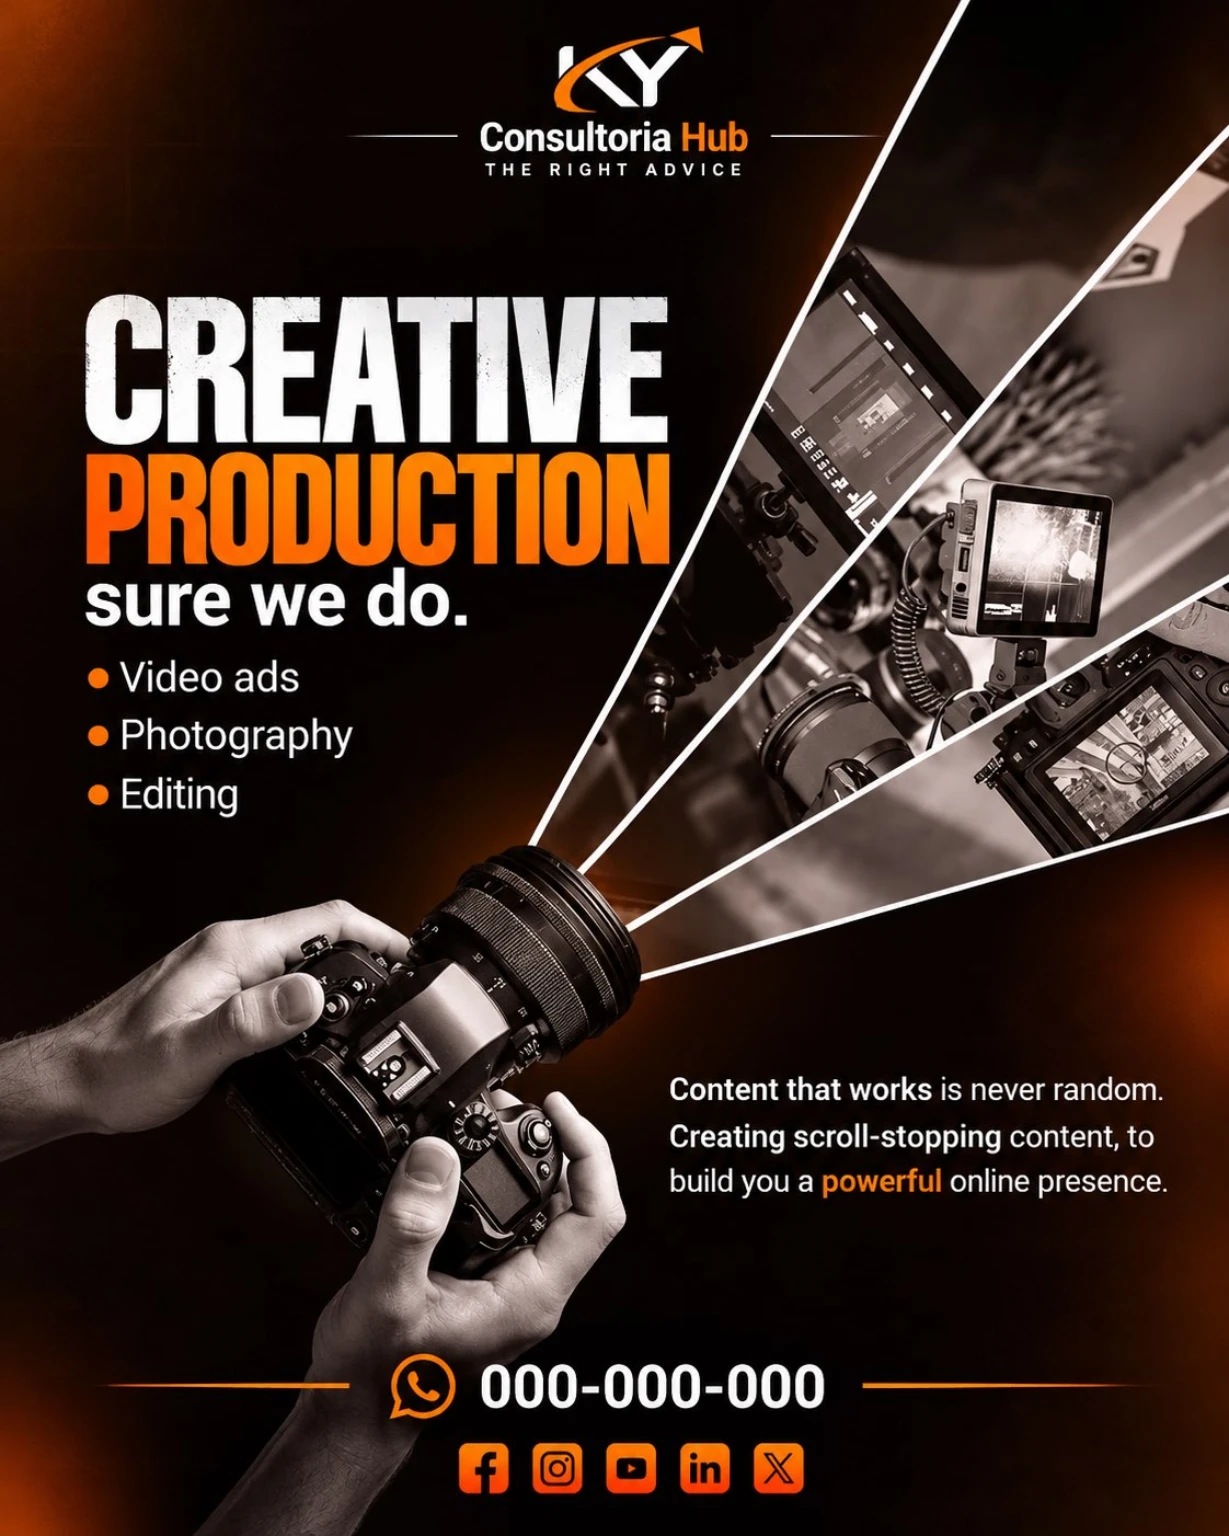 KY
Consultoria Hub
THE RIGHT ADVICE
CREATIVE
PRODUCTION
sure we do.
Video ads
Photography
Editing
Content that works is never random.
Creating scroll-stopping content, to
build you a powerful online presence.
000-000-000